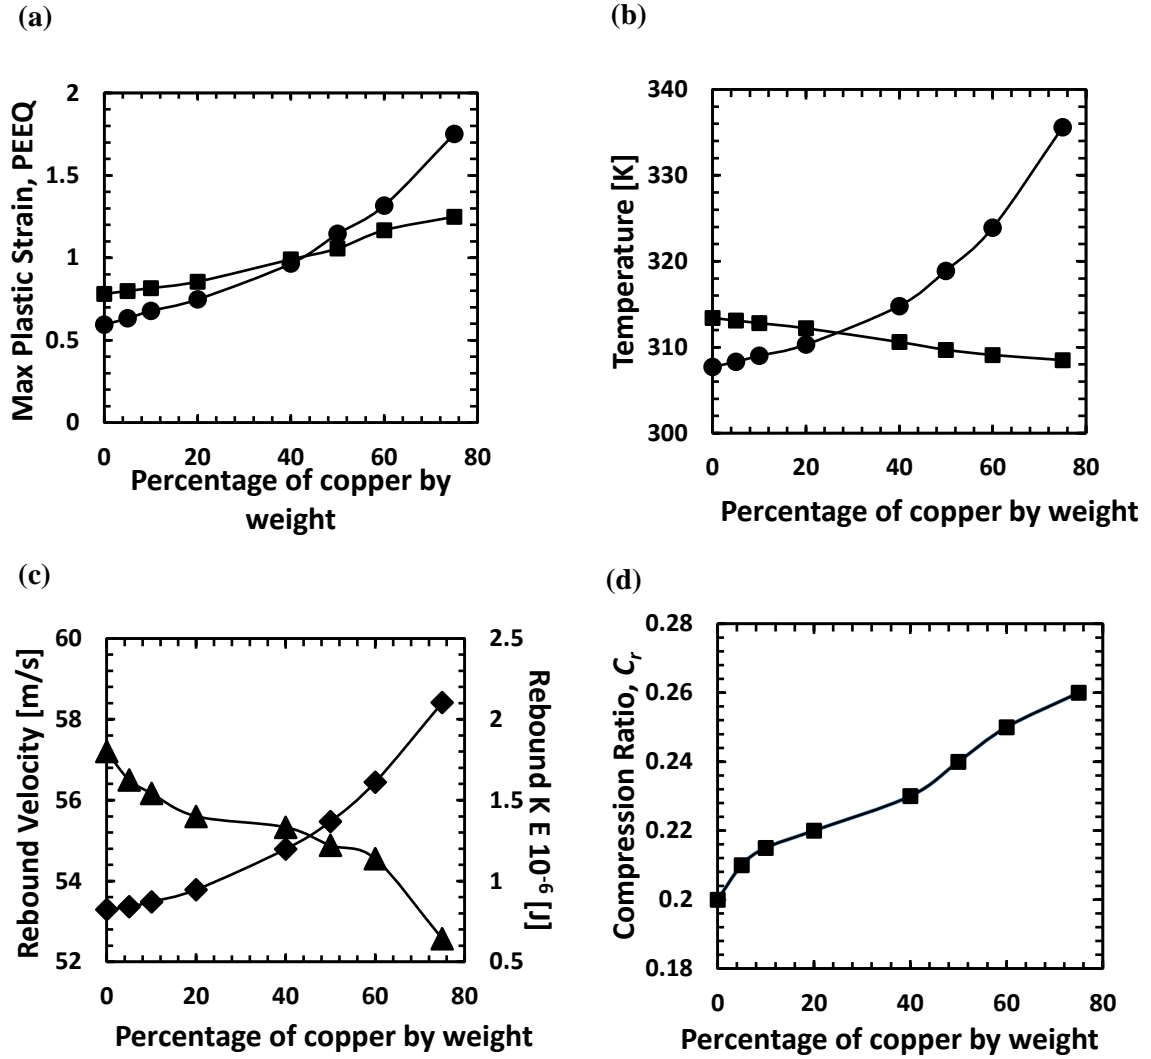 (a)
2
1.5
1
0.5
0
0 20 40 60 80
Max Plastic Strain, PEEQ
Percentage of copper by
weight
(b)
340
330
320
310
300
0 20 40 60 80
Temperature [K]
Percentage of copper by weight
(c)
60
58
56
54
52
0 20 40 60 80
2.5
2
1.5
1
0.5
Rebound Velocity [m/s]
Rebound K E 10⁻⁶ [J]
Percentage of copper by weight
(d)
0.28
0.26
0.24
0.22
0.2
0.18
0 20 40 60 80
Compression Ratio, Cᵣ
Percentage of copper by weight